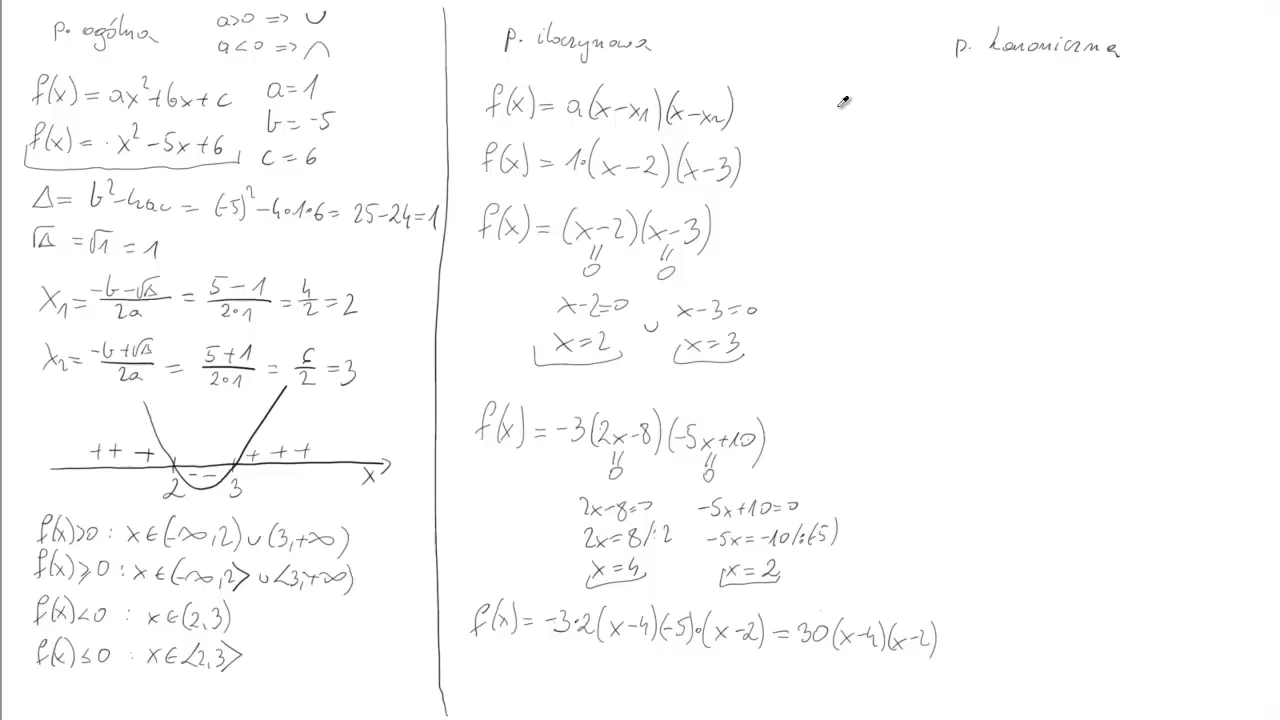 p. ogólna
a>0 => ∪
a<0 => ∩
f(x) = ax²+bx+c
a=1
b=-5
c=6
f(x) = x²-5x+6
Δ= b²-4ac = (-5)²-4·1·6= 25-24=1
√Δ =√1 = 1
x₁= (-b-√Δ)/2a = (5-1)/(2·1) = 4/2 = 2
x₂= (-b+√Δ)/2a = (5+1)/(2·1) = 6/2 = 3
++ + + + +
- -
2 3 x
f(x)>0 : x∈(-∞,2)∪(3,+∞)
f(x)⩾0 : x∈(-∞,2>∪<3,+∞)
f(x)<0 : x∈(2,3)
f(x)≤0 : x∈<2,3>
p. iloczynowa
f(x)= a(x-x₁)(x-x₂)
f(x) = 1·(x-2)(x-3)
f(x)= (x-2)(x-3)
|| ||
0 0
x-2=0 ∪ x-3=0
x=2 x=3
f(x)= -3(2x-8)(-5x+10)
|| ||
0 0
2x-8=0 -5x+10=0
2x=8/:2 -5x=-10/:(-5)
x=4 x=2
f(x)= -3·2(x-4)(-5)·(x-2) = 30(x-4)(x-2)
p. kanoniczna